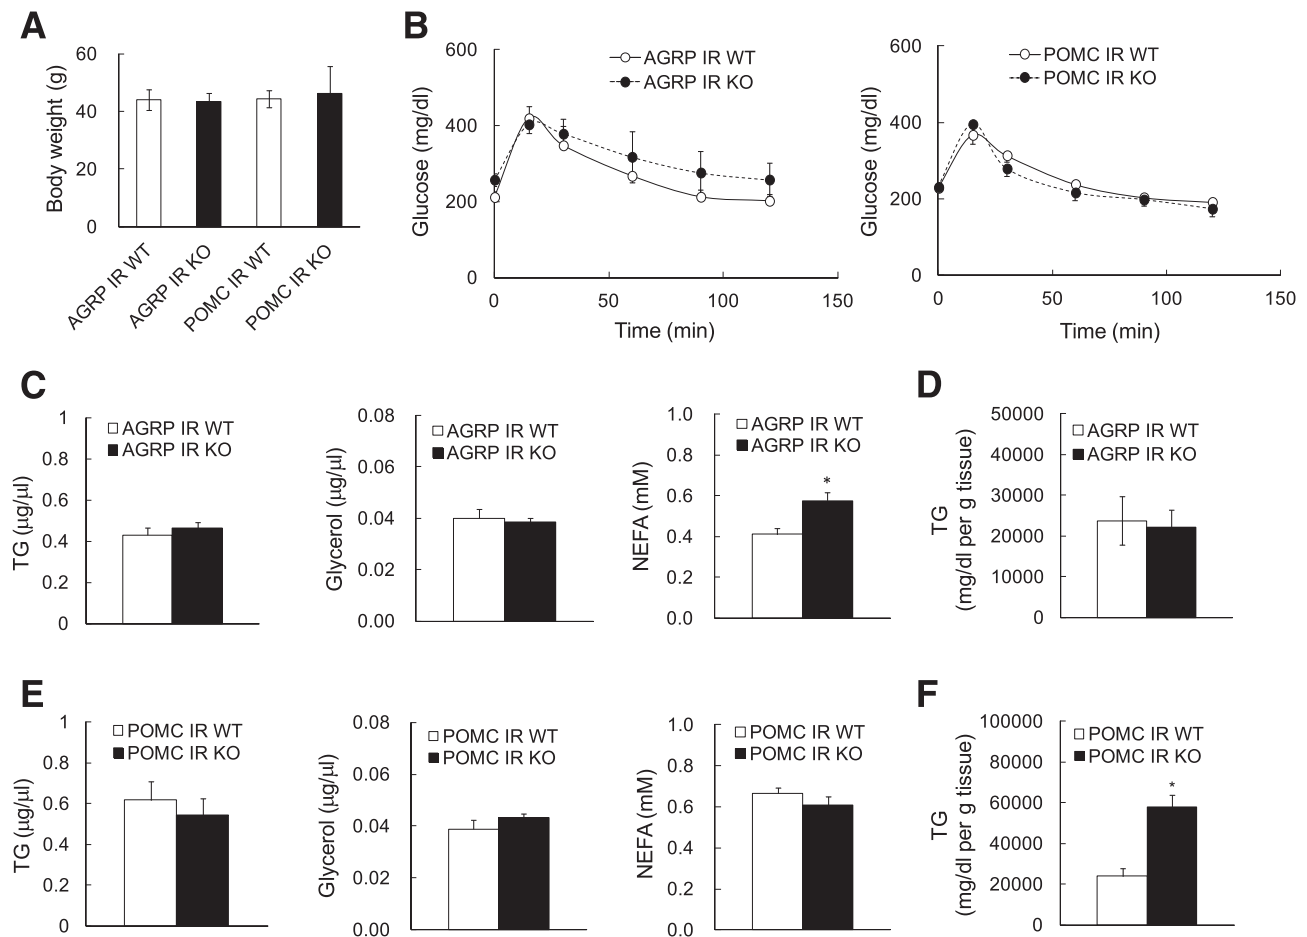 A
Body weight (g)
60
40
20
0
AGRP IR WT
AGRP IR KO
POMC IR WT
POMC IR KO
B
Glucose (mg/dl)
600
400
200
0
AGRP IR WT
AGRP IR KO
0 50 100 150
Time (min)
Glucose (mg/dl)
600
400
200
0
POMC IR WT
POMC IR KO
0 50 100 150
Time (min)
C
TG (μg/μl)
1
0.8
0.6
0.4
0.2
0
AGRP IR WT
AGRP IR KO
Glycerol (μg/μl)
0.08
0.06
0.04
0.02
0.00
AGRP IR WT
AGRP IR KO
NEFA (mM)
1.0
0.8
0.6
0.4
0.2
0.0
AGRP IR WT
AGRP IR KO
*
D
TG
(mg/dl per g tissue)
50000
40000
30000
20000
10000
0
AGRP IR WT
AGRP IR KO
E
TG (μg/μl)
1
0.8
0.6
0.4
0.2
0
POMC IR WT
POMC IR KO
Glycerol (μg/μl)
0.08
0.06
0.04
0.02
0.00
POMC IR WT
POMC IR KO
NEFA (mM)
1.0
0.8
0.6
0.4
0.2
0.0
POMC IR WT
POMC IR KO
F
TG
(mg/dl per g tissue)
100000
80000
60000
40000
20000
0
POMC IR WT
POMC IR KO
*